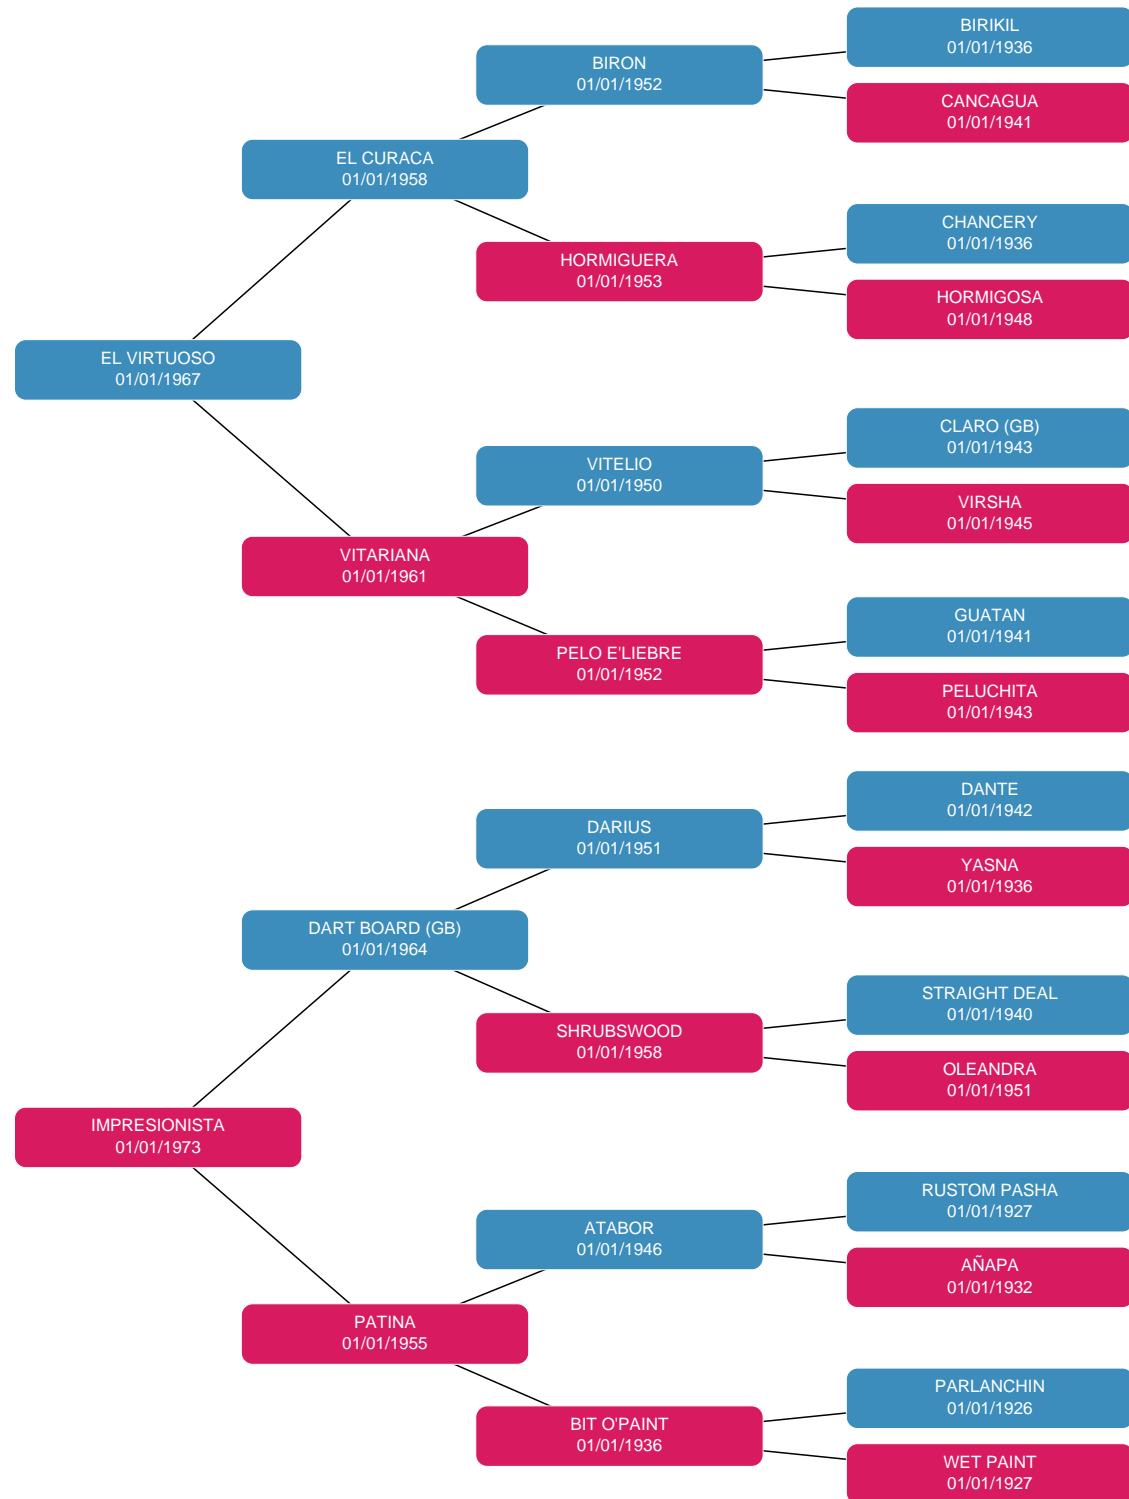 BIRIKIL
01/01/1936
BIRON
01/01/1952
CANCAGUA
01/01/1941
EL CURACA
01/01/1958
CHANCERY
01/01/1936
HORMIGUERA
01/01/1953
HORMIGOSA
01/01/1948
EL VIRTUOSO
01/01/1967
CLARO (GB)
01/01/1943
VITELIO
01/01/1950
VIRSHA
01/01/1945
VITARIANA
01/01/1961
GUATAN
01/01/1941
PELO E'LIEBRE
01/01/1952
PELUCHITA
01/01/1943
DANTE
01/01/1942
DARIUS
01/01/1951
YASNA
01/01/1936
DART BOARD (GB)
01/01/1964
STRAIGHT DEAL
01/01/1940
SHRUBSWOOD
01/01/1958
OLEANDRA
01/01/1951
IMPRESIONISTA
01/01/1973
RUSTOM PASHA
01/01/1927
ATABOR
01/01/1946
AÑAPA
01/01/1932
PATINA
01/01/1955
PARLANCHIN
01/01/1926
BIT O'PAINT
01/01/1936
WET PAINT
01/01/1927